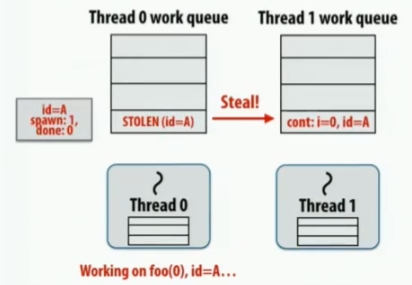 Thread 0 work queue
Thread 1 work queue
id=A
spawn: 1,
done: 0
STOLEN (id=A)
Steal!
cont: i=0, id=A
Thread 0
Thread 1
Working on foo(0), id=A...